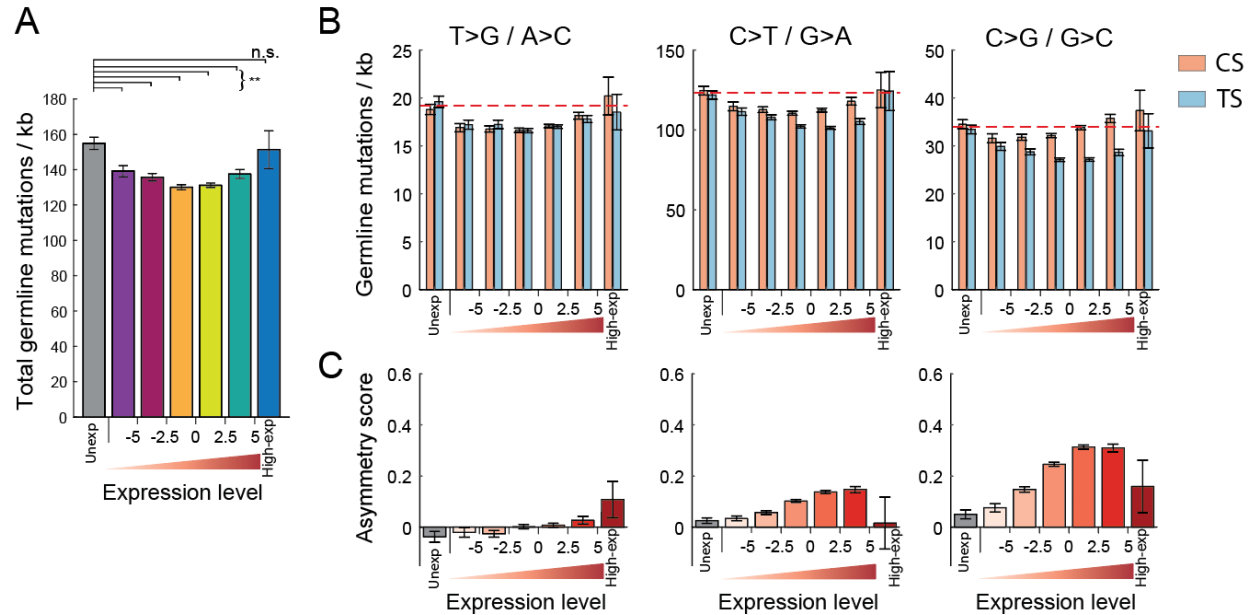 A
n.s.
**
Total germline mutations / kb
180
160
140
120
100
80
60
40
20
0
Unexp
-5
-2.5
0
2.5
5
High-exp
Expression level
B
T>G / A>C
C>T / G>A
C>G / G>C
CS
TS
Germline mutations / kb
25
20
15
10
5
0
Unexp
-5
-2.5
0
2.5
5
High-exp
150
100
50
0
Unexp
-5
-2.5
0
2.5
5
High-exp
50
40
30
20
10
0
Unexp
-5
-2.5
0
2.5
5
High-exp
C
Asymmetry score
0.6
0.4
0.2
0
Unexp
-5
-2.5
0
2.5
5
High-exp
Expression level
0.6
0.4
0.2
0
Unexp
-5
-2.5
0
2.5
5
High-exp
Expression level
0.6
0.4
0.2
0
Unexp
-5
-2.5
0
2.5
5
High-exp
Expression level